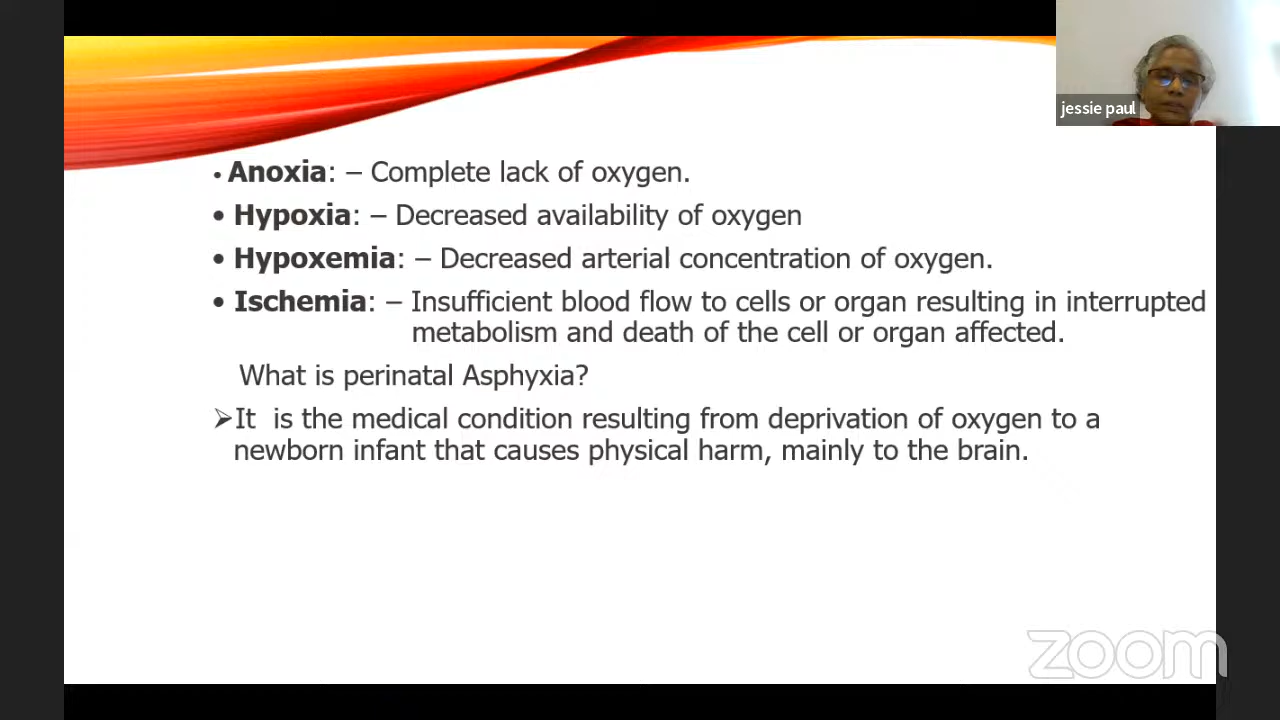 jessie paul
• Anoxia: – Complete lack of oxygen.
• Hypoxia: – Decreased availability of oxygen
• Hypoxemia: – Decreased arterial concentration of oxygen.
• Ischemia: – Insufficient blood flow to cells or organ resulting in interrupted
metabolism and death of the cell or organ affected.
What is perinatal Asphyxia?
➢It is the medical condition resulting from deprivation of oxygen to a
newborn infant that causes physical harm, mainly to the brain.
zoom